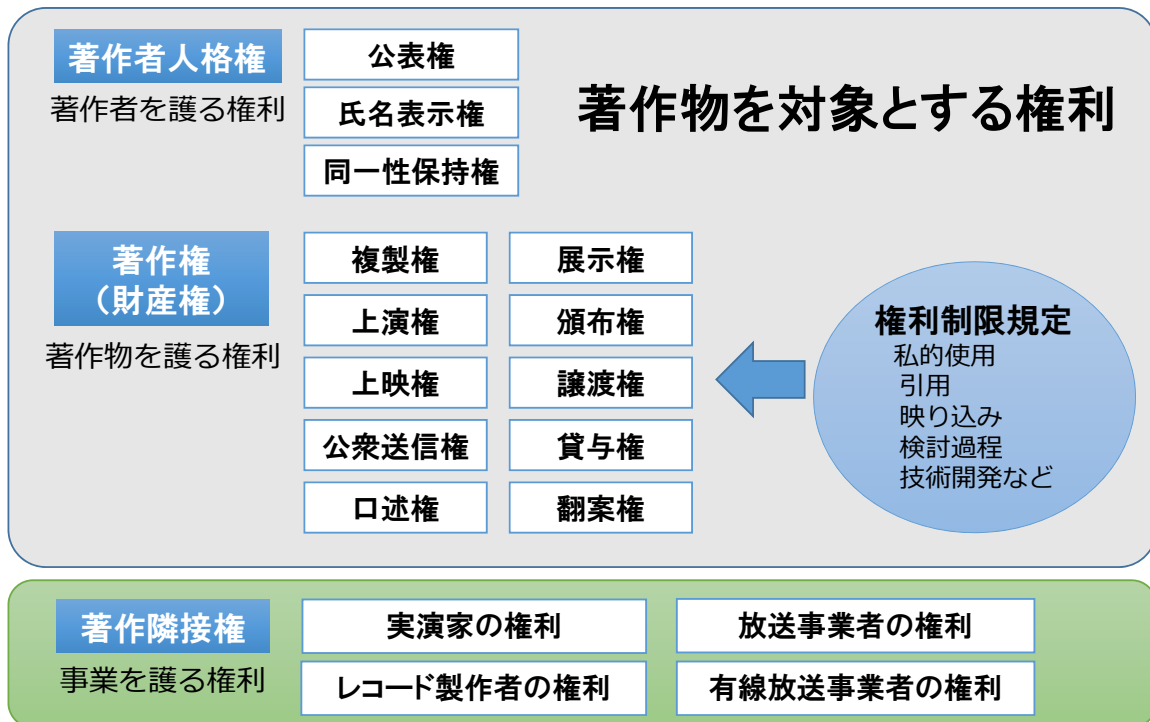 著作者人格権
著作者を護る権利
公表権
氏名表示権
同一性保持権
著作物を対象とする権利
著作権
（財産権）
著作物を護る権利
複製権
展示権
上演権
頒布権
上映権
譲渡権
公衆送信権
貸与権
口述権
翻案権
権利制限規定
私的使用
引用
映り込み
検討過程
技術開発など
著作隣接権
事業を護る権利
実演家の権利
放送事業者の権利
レコード製作者の権利
有線放送事業者の権利